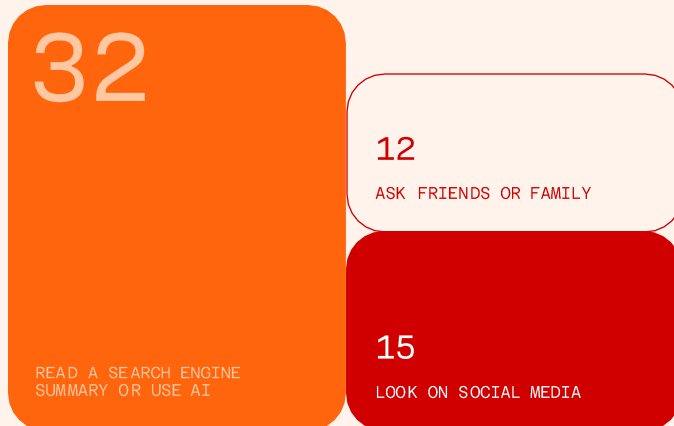 32
READ A SEARCH ENGINE
SUMMARY OR USE AI
12
ASK FRIENDS OR FAMILY
15
LOOK ON SOCIAL MEDIA